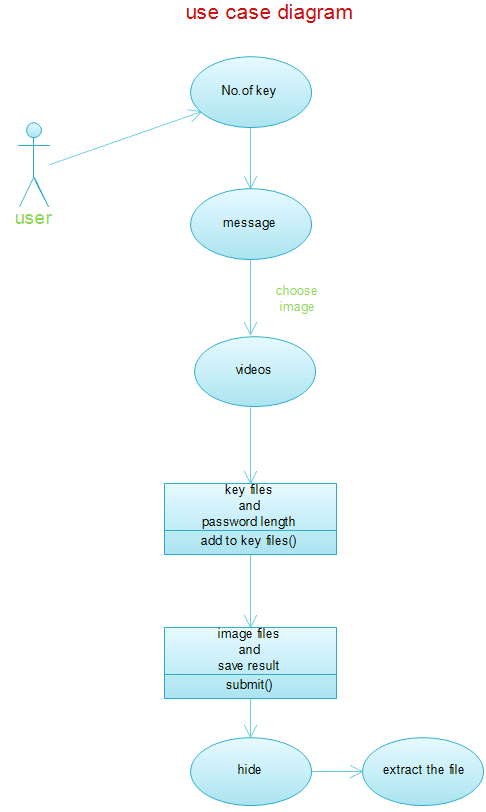 use case diagram
No.of key
user
message
choose
image
videos
key files
and
password length
add to key files()
image files
and
save result
submit()
hide
extract the file